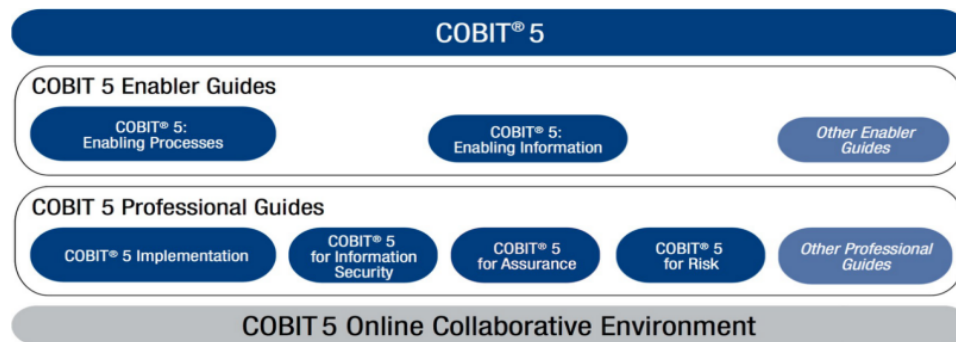 COBIT® 5
COBIT 5 Enabler Guides
COBIT® 5:
Enabling Processes
COBIT® 5:
Enabling Information
Other Enabler
Guides
COBIT 5 Professional Guides
COBIT® 5 Implementation
COBIT® 5
for Information
Security
COBIT® 5
for Assurance
COBIT® 5
for Risk
Other Professional
Guides
COBIT 5 Online Collaborative Environment